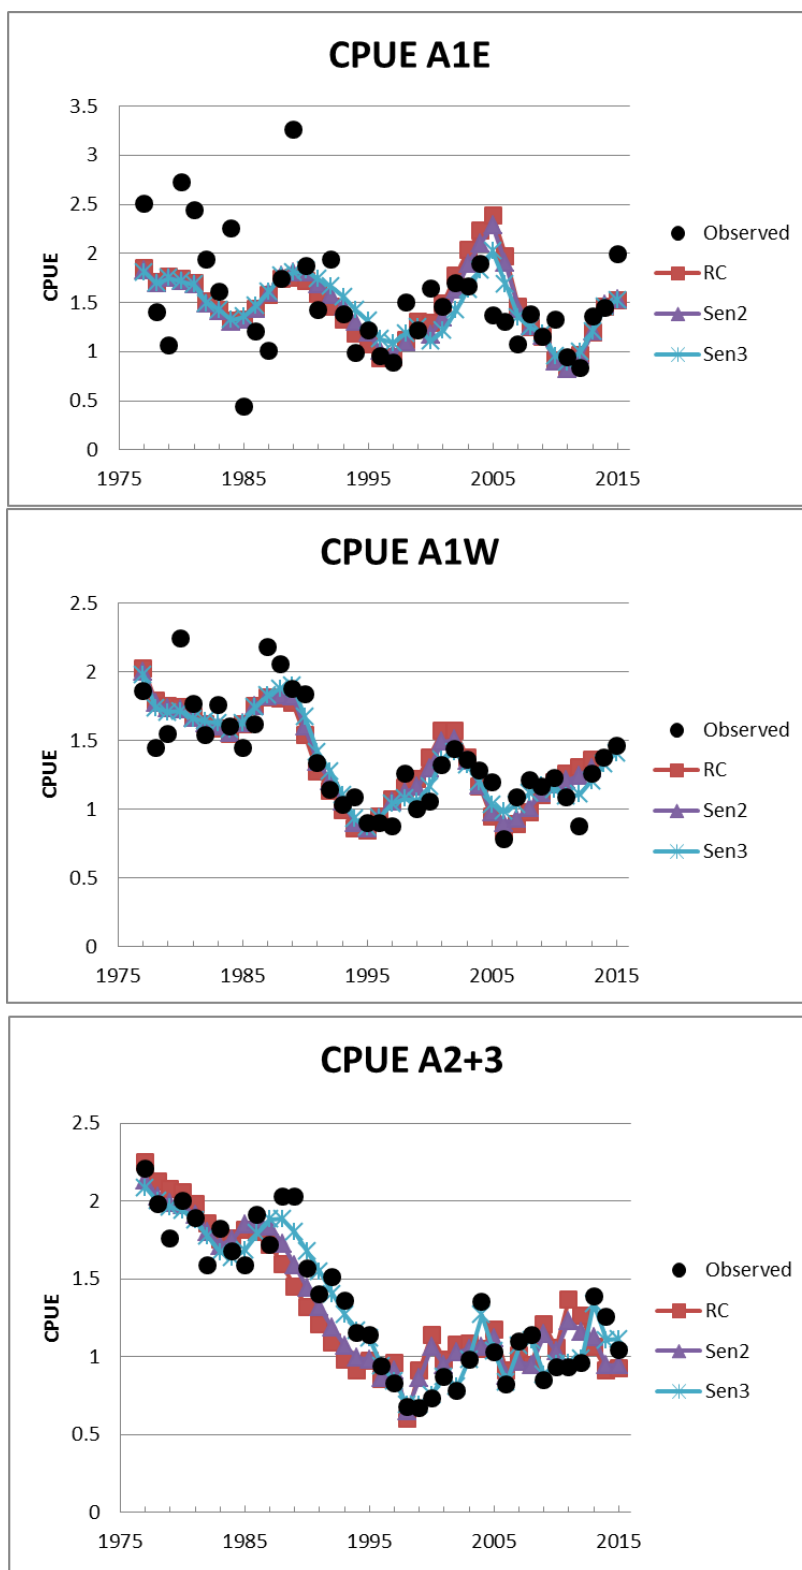 CPUE A1E
3.5
3
2.5
2
1.5
1
0.5
0
CPUE
1975 1985 1995 2005 2015
Observed
RC
Sen2
Sen3
CPUE A1W
2.5
2
1.5
1
0.5
0
CPUE
1975 1985 1995 2005 2015
Observed
RC
Sen2
Sen3
CPUE A2+3
2.5
2
1.5
1
0.5
0
CPUE
1975 1985 1995 2005 2015
Observed
RC
Sen2
Sen3